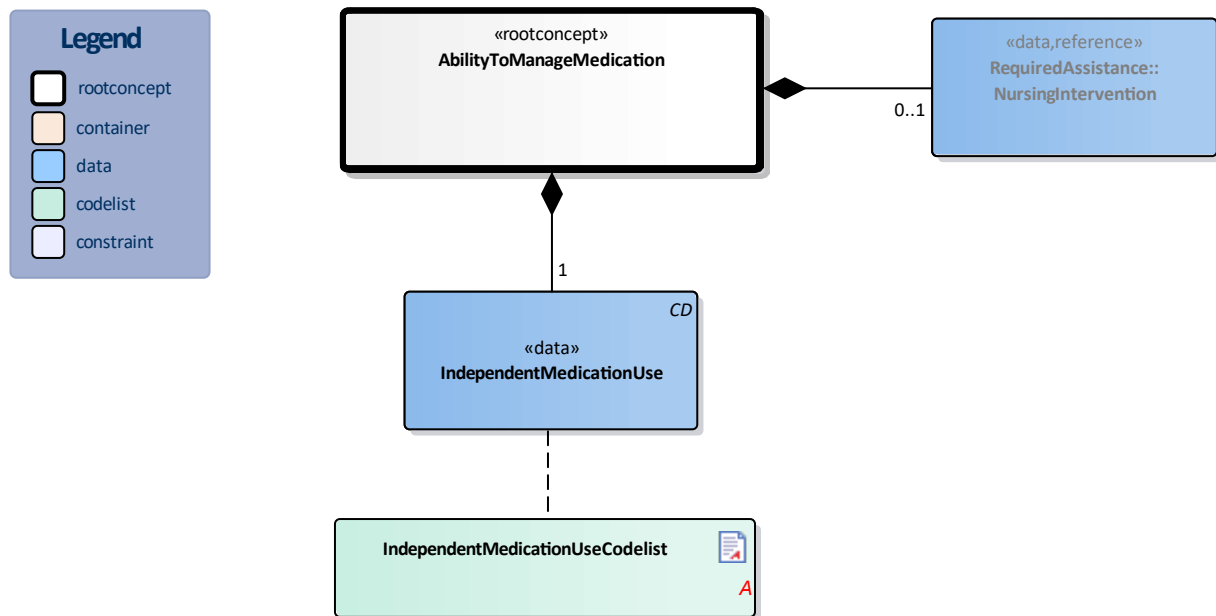 Legend
rootconcept
container
data
codelist
constraint
«rootconcept»
AbilityToManageMedication
«data,reference»
RequiredAssistance::
NursingIntervention
0..1
1
CD
«data»
IndependentMedicationUse
IndependentMedicationUseCodelist
A